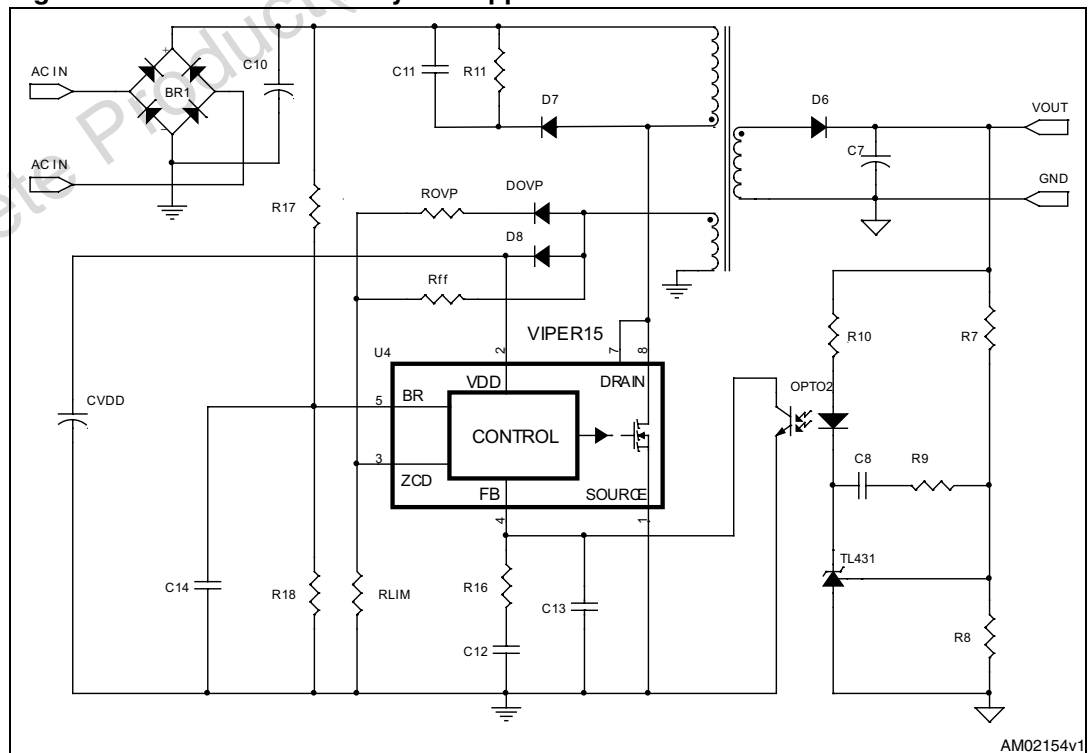 AC IN
BR1
+
-
AC IN
C10
R17
C11
R11
D7
D6
VOUT
C7
GND
ROVP
DOVP
D8
Rff
VIPER15
U4
2
7
8
VDD
DRAIN
5
BR
CONTROL
3
ZCD
FB
SOURCE
4
1
CVDD
C14
R18
RLIM
R16
C12
C13
OPTO2
R10
R7
C8
R9
TL431
R8
AM02154v1
ete Product(